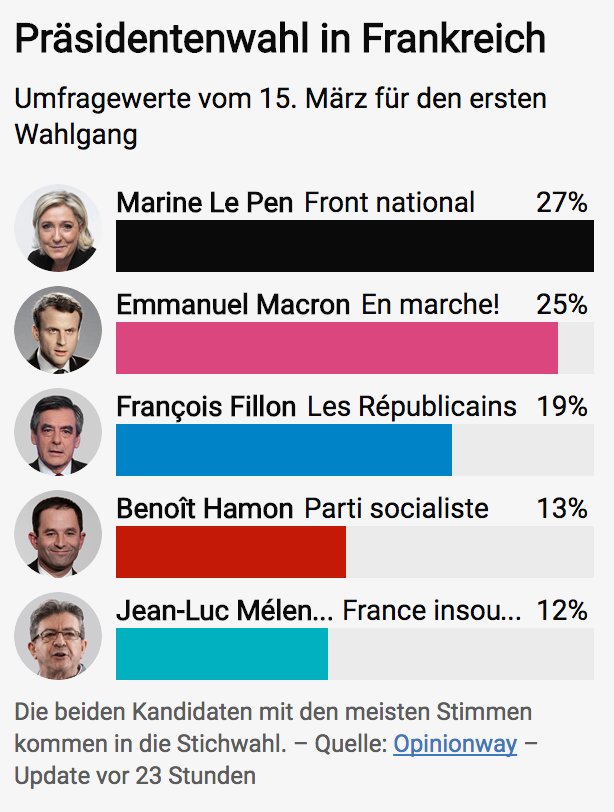 Präsidentenwahl in Frankreich
Umfragewerte vom 15. März für den ersten
Wahlgang
Marine Le Pen Front national 27%
Emmanuel Macron En marche! 25%
François Fillon Les Républicains 19%
Benoît Hamon Parti socialiste 13%
Jean-Luc Mélen... France insou... 12%
Die beiden Kandidaten mit den meisten Stimmen
kommen in die Stichwahl. – Quelle: Opinionway –
Update vor 23 Stunden